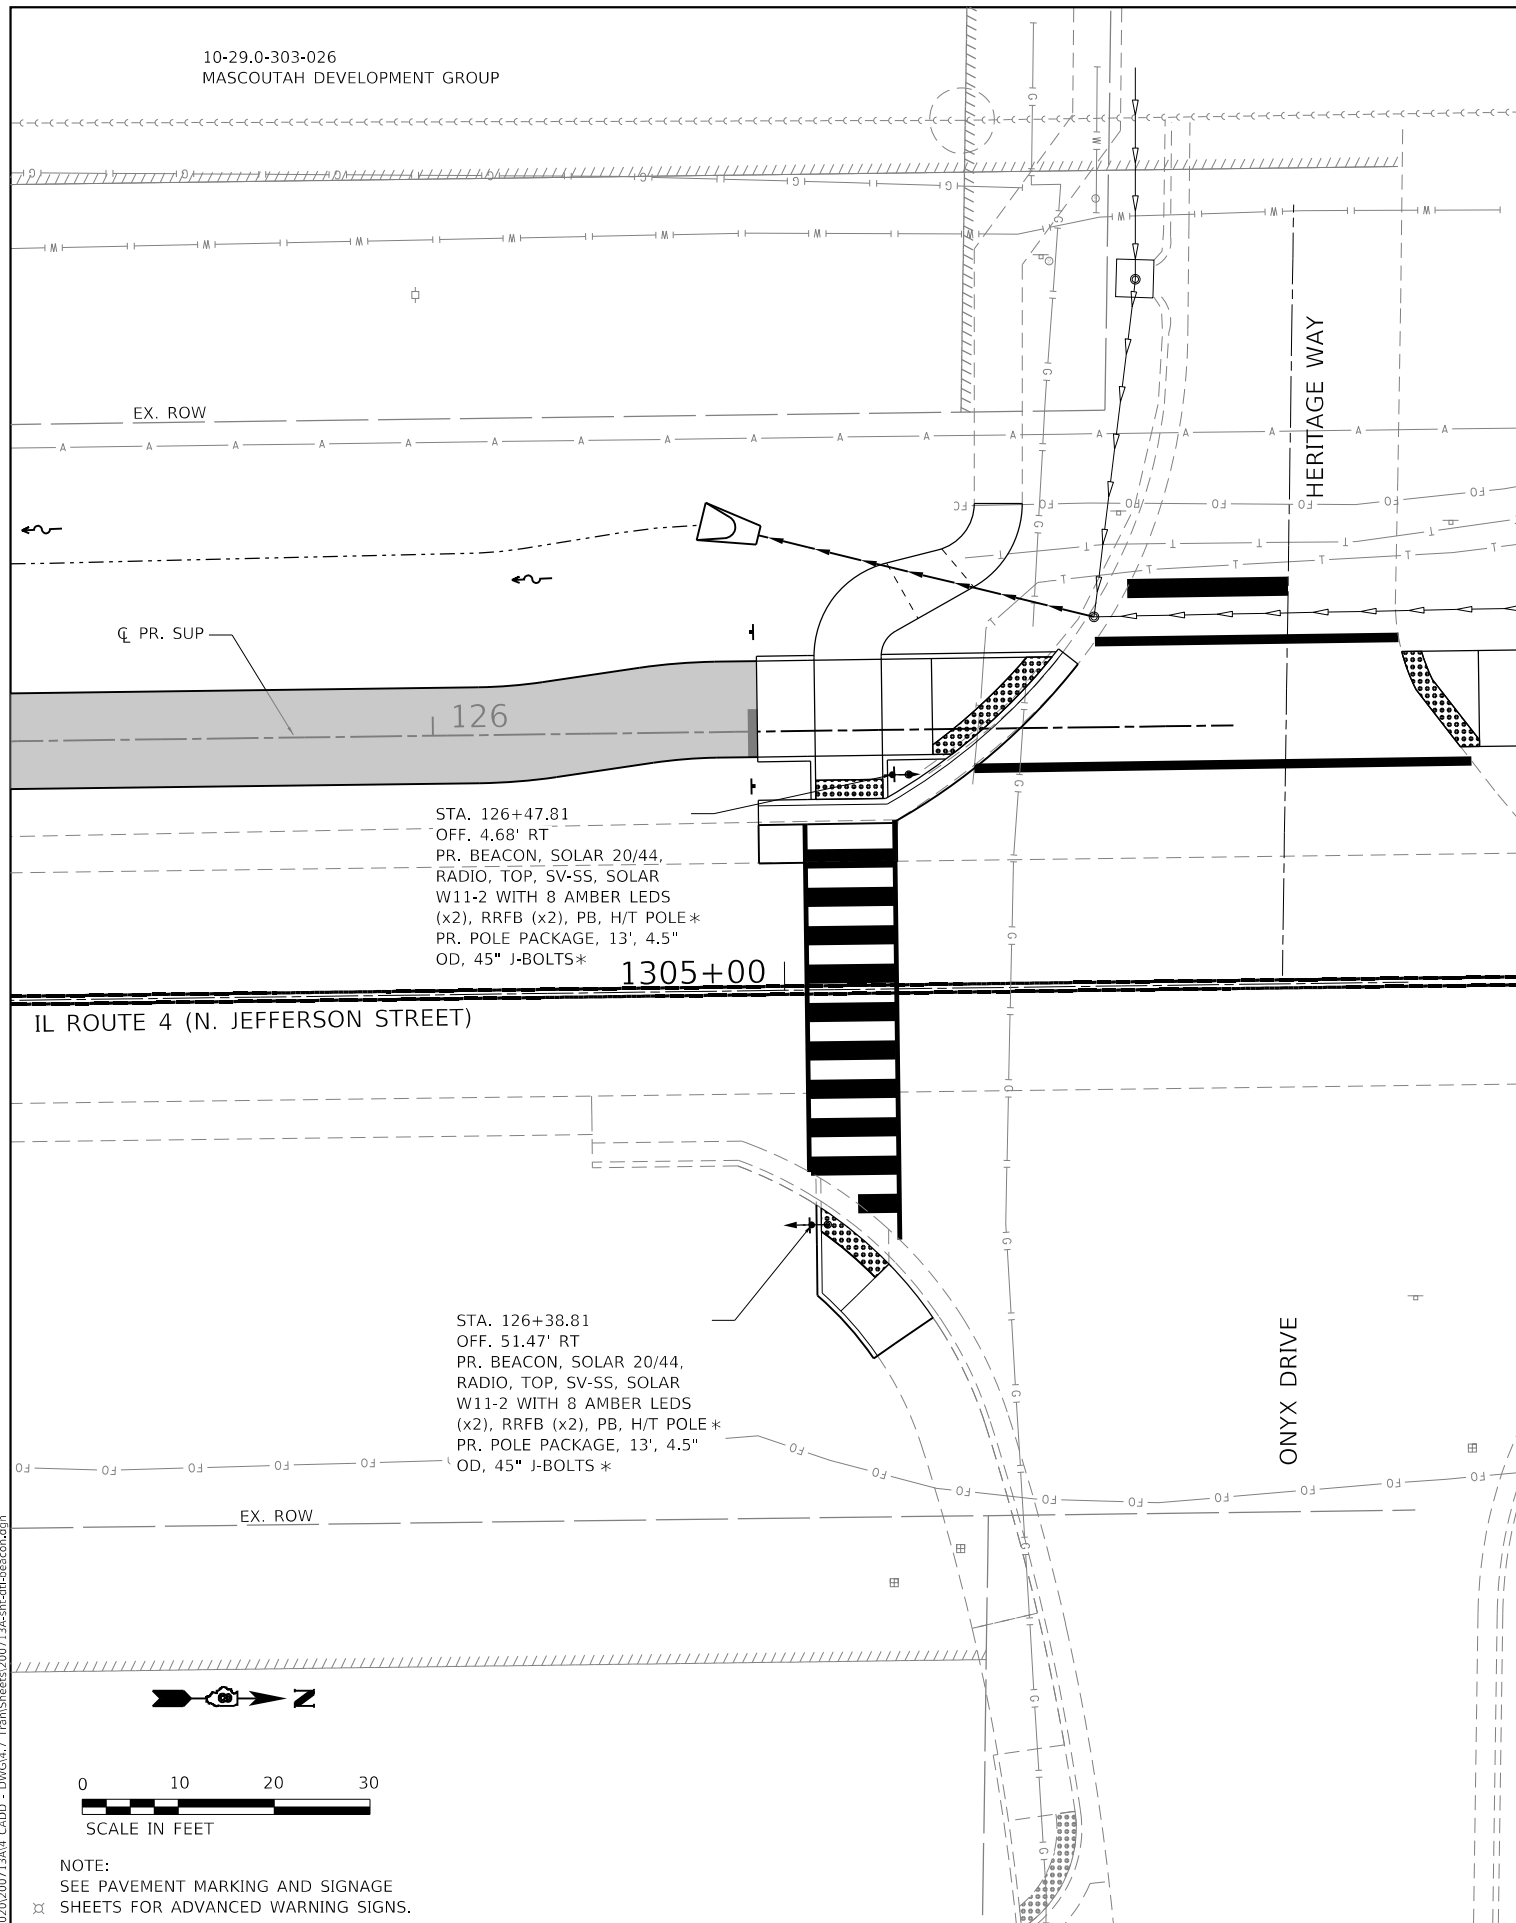 10-29.0-303-026
MASCOUTAH DEVELOPMENT GROUP
EX. ROW
HERITAGE WAY
℄ PR. SUP
126
STA. 126+47.81
OFF. 4.68' RT
PR. BEACON, SOLAR 20/44,
RADIO, TOP, SV-SS, SOLAR
W11-2 WITH 8 AMBER LEDS
(x2), RRFB (x2), PB, H/T POLE*
PR. POLE PACKAGE, 13', 4.5"
OD, 45" J-BOLTS*
1305+00
IL ROUTE 4 (N. JEFFERSON STREET)
STA. 126+38.81
OFF. 51.47' RT
PR. BEACON, SOLAR 20/44,
RADIO, TOP, SV-SS, SOLAR
W11-2 WITH 8 AMBER LEDS
(x2), RRFB (x2), PB, H/T POLE*
PR. POLE PACKAGE, 13', 4.5"
OD, 45" J-BOLTS *
ONYX DRIVE
EX. ROW
N
0 10 20 30
SCALE IN FEET
NOTE:
SEE PAVEMENT MARKING AND SIGNAGE
SHEETS FOR ADVANCED WARNING SIGNS.